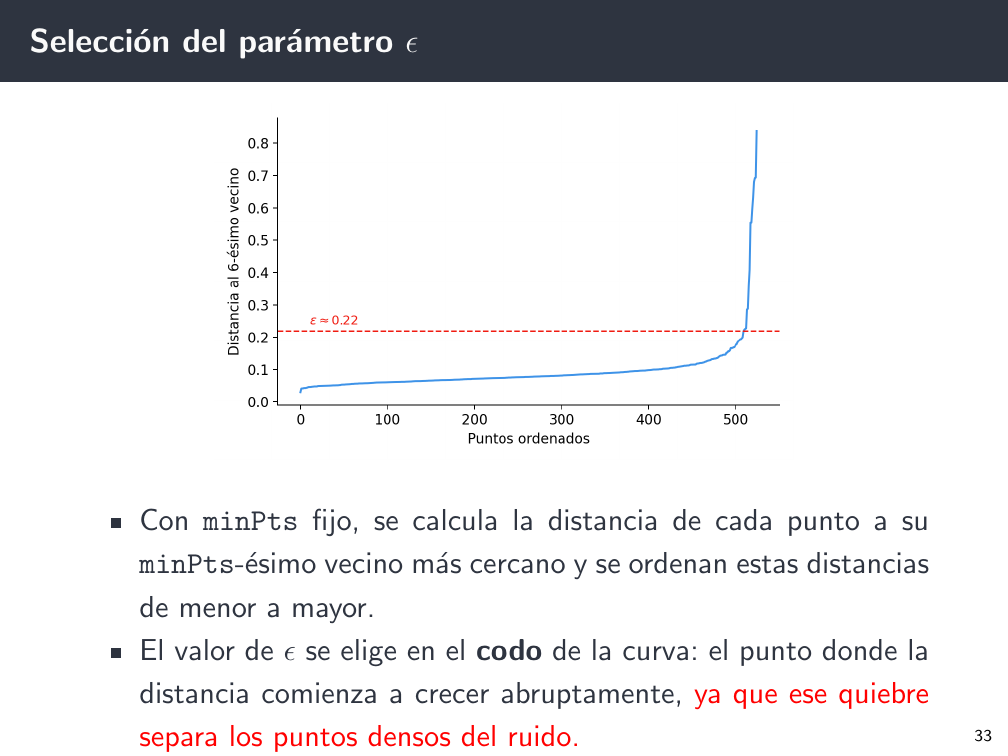 Selección del parámetro ϵ
0.8
0.7
0.6
0.5
0.4
0.3
0.2
0.1
0.0
Distancia al 6-ésimo vecino
ε ≈ 0.22
0 100 200 300 400 500
Puntos ordenados
▪ Con minPts fijo, se calcula la distancia de cada punto a su
minPts-ésimo vecino más cercano y se ordenan estas distancias
de menor a mayor.
▪ El valor de ϵ se elige en el codo de la curva: el punto donde la
distancia comienza a crecer abruptamente, ya que ese quiebre
separa los puntos densos del ruido.
33